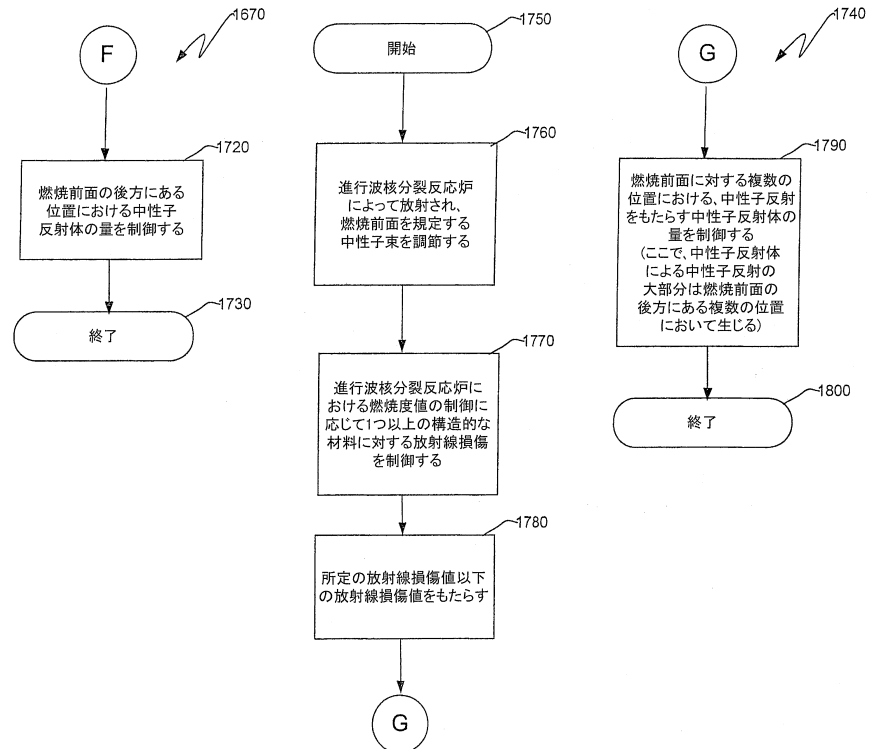 F
1670
1720
燃焼前面の後方にある
位置における中性子
反射体の量を制御する
1730
終了
1750
開始
1760
進行波核分裂反応炉
によって放射され、
燃焼前面を規定する
中性子束を調節する
1770
進行波核分裂反応炉に
おける燃焼度値の制御に
応じて1つ以上の構造的な
材料に対する放射線損傷
を制御する
1780
所定の放射線損傷値以下
の放射線損傷値をもたらす
G
G
1740
1790
燃焼前面に対する複数の
位置における、中性子反射
をもたらす中性子反射体の
量を制御する
(ここで、中性子反射体
による中性子反射の
大部分は燃焼前面の
後方にある複数の位置
において生じる)
1800
終了